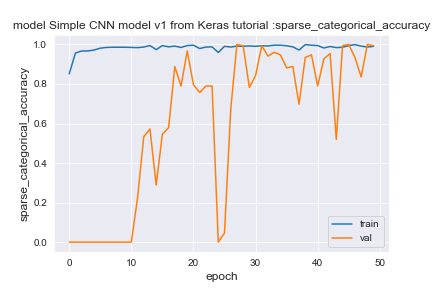 model Simple CNN model v1 from Keras tutorial :sparse_categorical_accuracy
sparse_categorical_accuracy
1.0
0.8
0.6
0.4
0.2
0.0
0 10 20 30 40 50
epoch
train
val